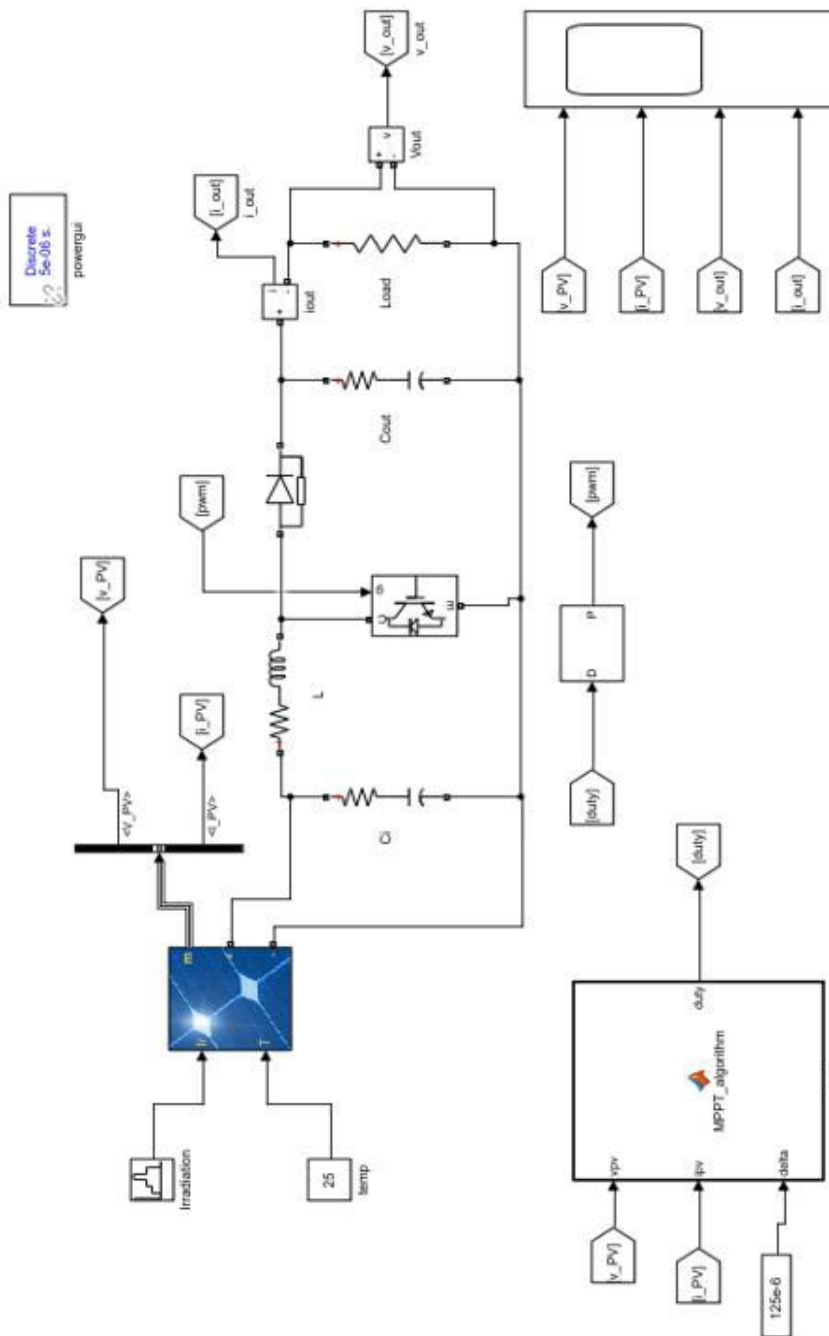 Discrete
5e-06 s.
powergui
Irradiation
25
temp
Ir
T
m
+
-
<V_PV>
<I_PV>
[v_PV]
[i_PV]
Ci
L
[pwm]
g
C
E
Cout
i
+
-
iout
[i_out]
i_out
Load
+
-
v
Vout
[v_out]
v_out
[v_PV]
[i_PV]
125e-6
vpv
ipv
delta
MPPT_algorithm
duty
[duty]
[duty]
D
P
[pwm]
[v_PV]
[i_PV]
[v_out]
[i_out]